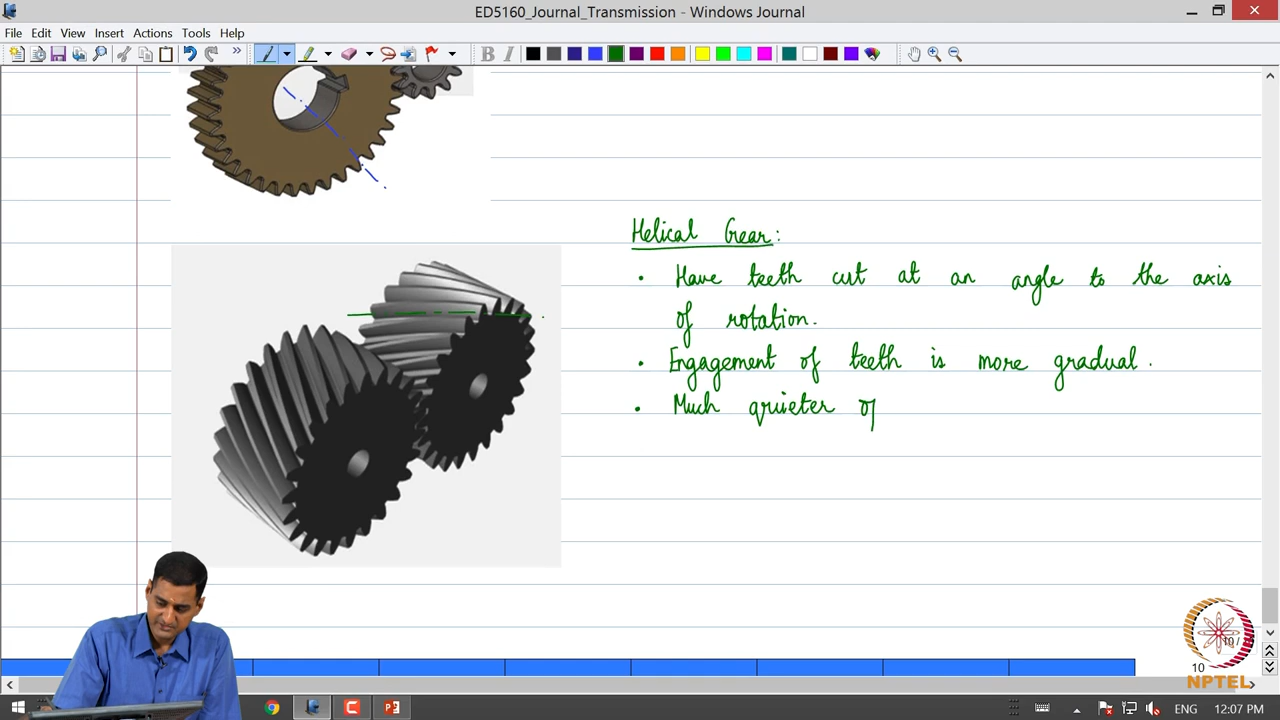 ED5160_Journal_Transmission - Windows Journal
File Edit View Insert Actions Tools Help
B I
Helical Gear:
• Have teeth cut at an angle to the axis
of rotation.
• Engagement of teeth is more gradual.
• Much quieter of
10 /
10
NPTEL
ENG 12:07 PM